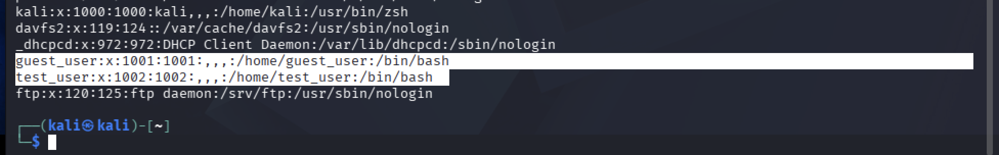 kali:x:1000:1000:kali,,,:/home/kali:/usr/bin/zsh
davfs2:x:119:124::/var/cache/davfs2:/usr/sbin/nologin
_dhcpcd:x:972:972:DHCP Client Daemon:/var/lib/dhcpcd:/sbin/nologin
guest_user:x:1001:1001:,,,:/home/guest_user:/bin/bash
test_user:x:1002:1002:,,,:/home/test_user:/bin/bash
ftp:x:120:125:ftp daemon:/srv/ftp:/usr/sbin/nologin
┌──(kali㉿kali)-[~]
└─$